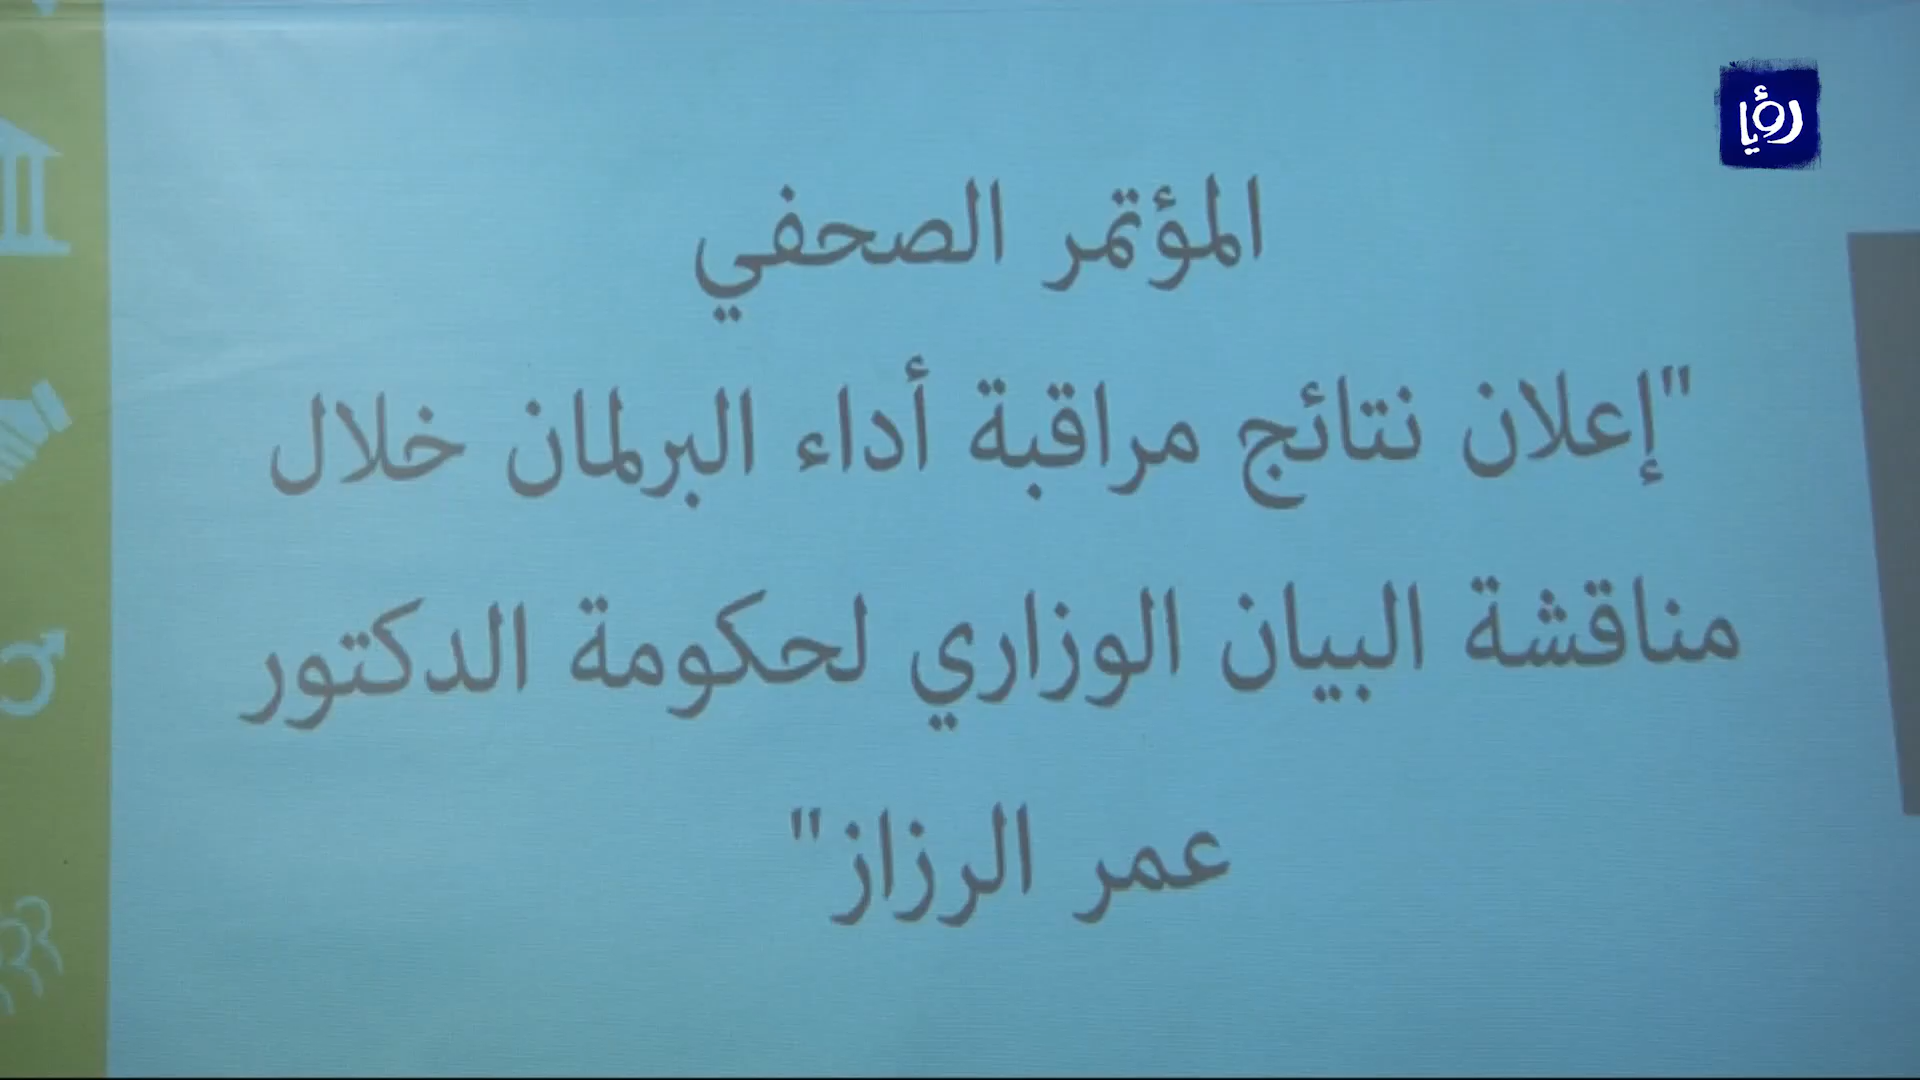 رؤيا
المؤتمر الصحفي
"إعلان نتائج مراقبة أداء البرلمان خلال
مناقشة البيان الوزاري لحكومة الدكتور
عمر الرزاز"